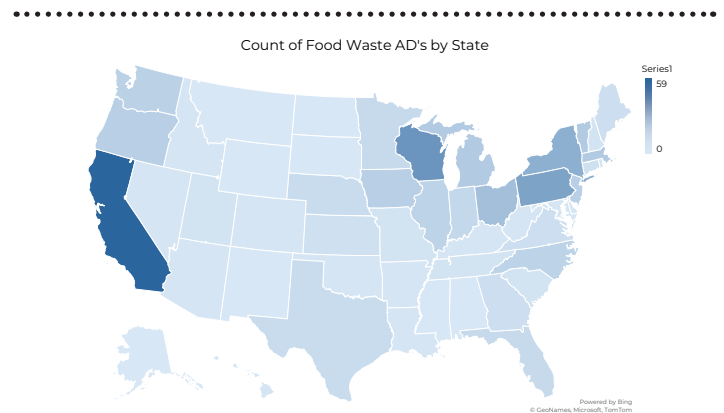 Count of Food Waste AD's by State
Series1
59
0
Powered by Bing
© GeoNames, Microsoft, TomTom